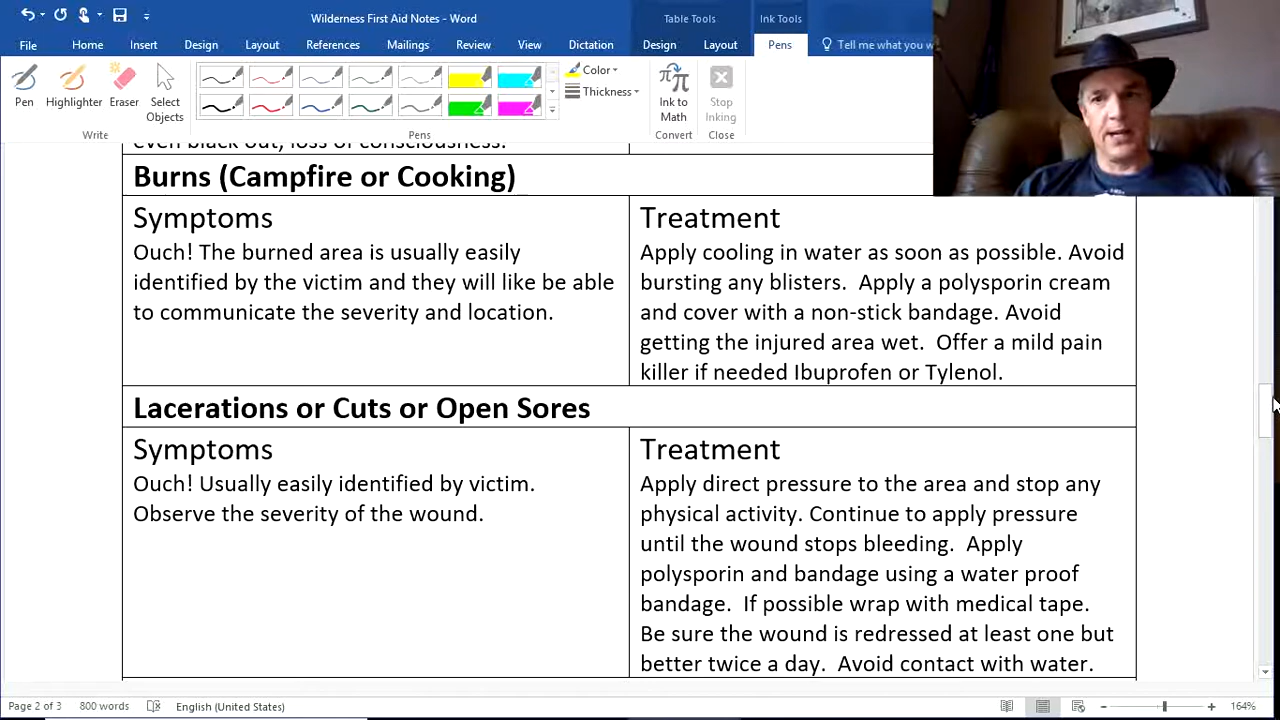 Wilderness First Aid Notes - Word
Table Tools
Ink Tools
File
Home
Insert
Design
Layout
References
Mailings
Review
View
Dictation
Design
Layout
Pens
Tell me what you w
Pen
Highlighter
Eraser
Select
Objects
Color
Thickness
Ink to
Math
Stop
Inking
Write
Pens
Convert
Close
even black out, loss of consciousness.
Burns (Campfire or Cooking)
Symptoms
Ouch! The burned area is usually easily
identified by the victim and they will like be able
to communicate the severity and location.
Treatment
Apply cooling in water as soon as possible. Avoid
bursting any blisters.  Apply a polysporin cream
and cover with a non-stick bandage. Avoid
getting the injured area wet.  Offer a mild pain
killer if needed Ibuprofen or Tylenol.
Lacerations or Cuts or Open Sores
Symptoms
Ouch! Usually easily identified by victim.
Observe the severity of the wound.
Treatment
Apply direct pressure to the area and stop any
physical activity. Continue to apply pressure
until the wound stops bleeding.  Apply
polysporin and bandage using a water proof
bandage.  If possible wrap with medical tape.
Be sure the wound is redressed at least one but
better twice a day.  Avoid contact with water.
Page 2 of 3
800 words
English (United States)
164%